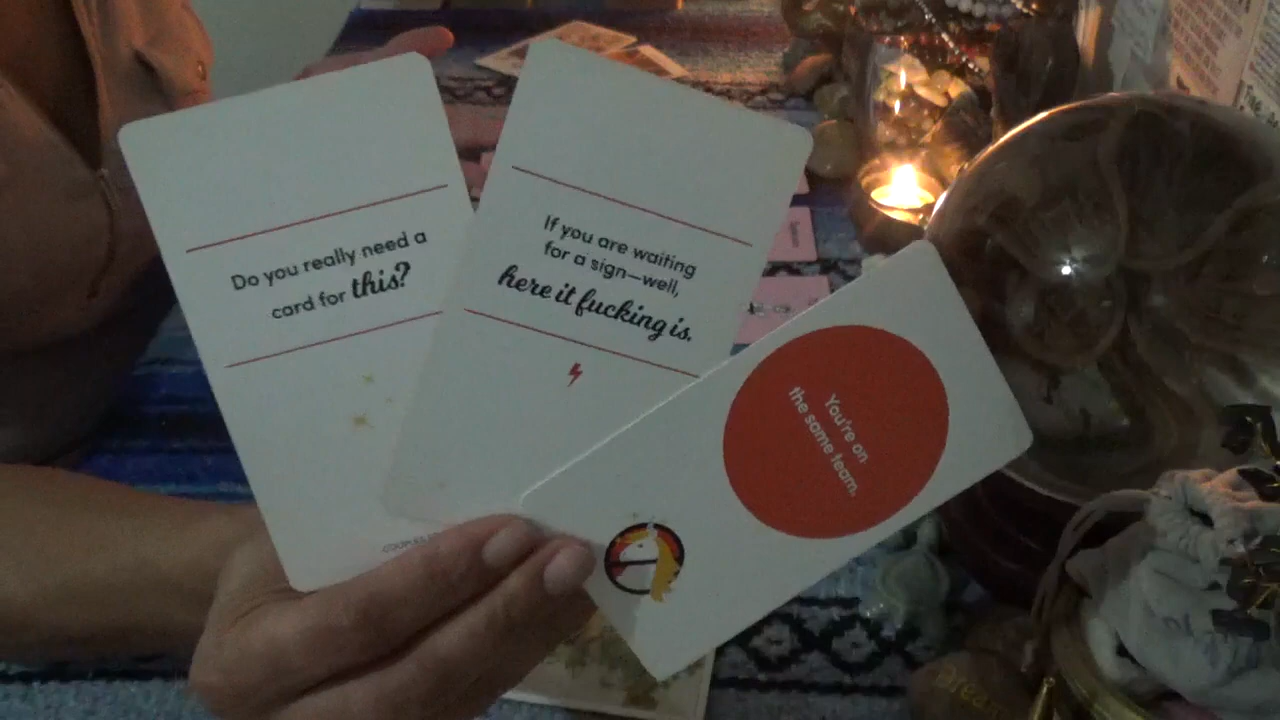 Do you really need a
card for this?
If you are waiting
for a sign—well,
here it fucking is.
You're on
the same team.
Dream